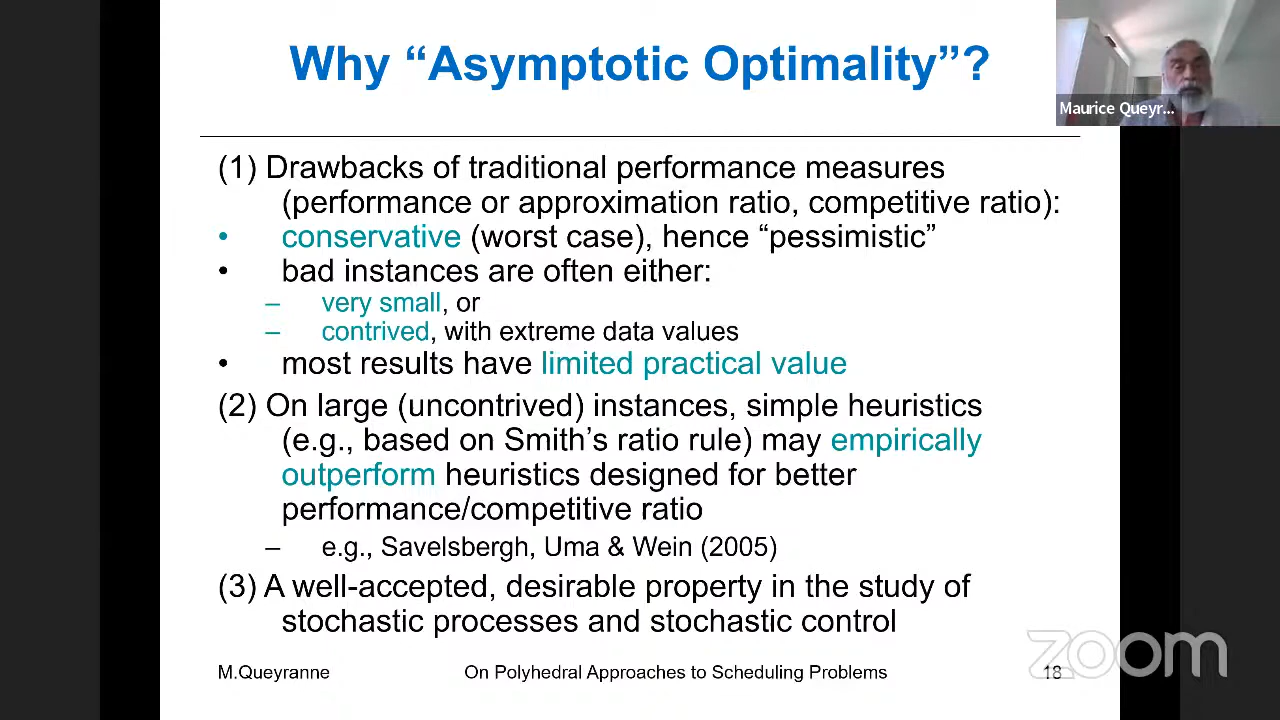 Why “Asymptotic Optimality”?
Maurice Queyr...
(1) Drawbacks of traditional performance measures
(performance or approximation ratio, competitive ratio):
• conservative (worst case), hence “pessimistic”
• bad instances are often either:
– very small, or
– contrived, with extreme data values
• most results have limited practical value
(2) On large (uncontrived) instances, simple heuristics
(e.g., based on Smith’s ratio rule) may empirically
outperform heuristics designed for better
performance/competitive ratio
– e.g., Savelsbergh, Uma & Wein (2005)
(3) A well-accepted, desirable property in the study of
stochastic processes and stochastic control
M.Queyranne On Polyhedral Approaches to Scheduling Problems 18
zoom